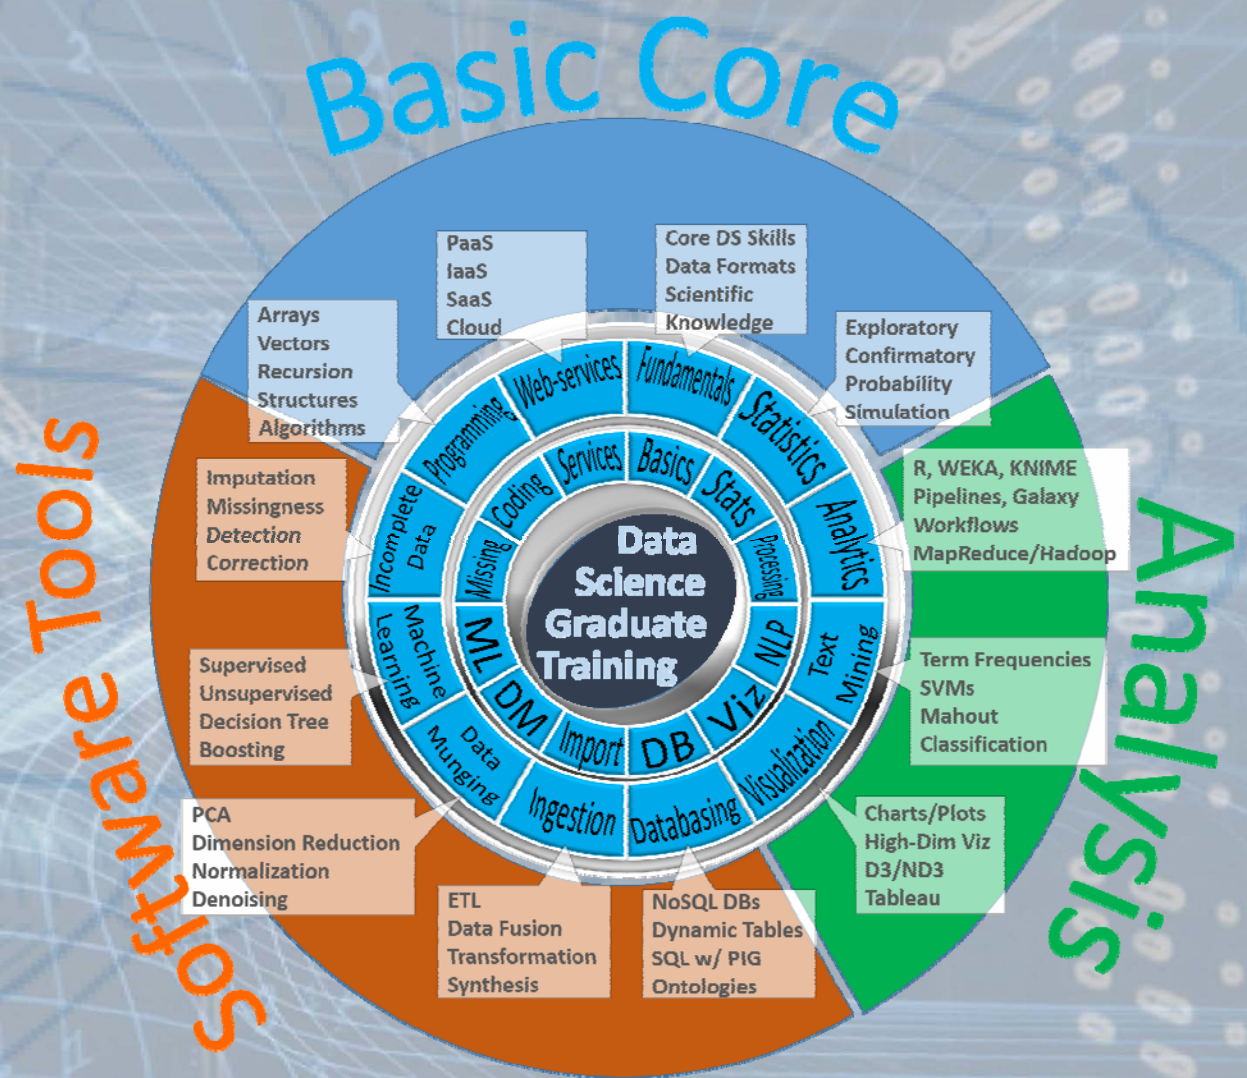 Basic Core
PaaS
IaaS
SaaS
Cloud
Core DS Skills
Data Formats
Scientific
Knowledge
Arrays
Vectors
Recursion
Structures
Algorithms
Exploratory
Confirmatory
Probability
Simulation
Imputation
Missingness
Detection
Correction
R, WEKA, KNIME
Pipelines, Galaxy
Workflows
MapReduce/Hadoop
Supervised
Unsupervised
Decision Tree
Boosting
Term Frequencies
SVMs
Mahout
Classification
PCA
Dimension Reduction
Normalization
Denoising
Charts/Plots
High-Dim Viz
D3/ND3
Tableau
ETL
Data Fusion
Transformation
Synthesis
NoSQL DBs
Dynamic Tables
SQL w/ PIG
Ontologies
Software Tools
Analysis
Web-services
Fundamentals
Statistics
Analytics
Text
Mining
Visualization
Databasing
Ingestion
Data
Munging
Machine
Learning
Incomplete
Data
Programming
Services
Basics
Stats
Prozessing
NLP
Viz
DB
Import
DM
ML
Missing
Coding
Data
Science
Graduate
Training